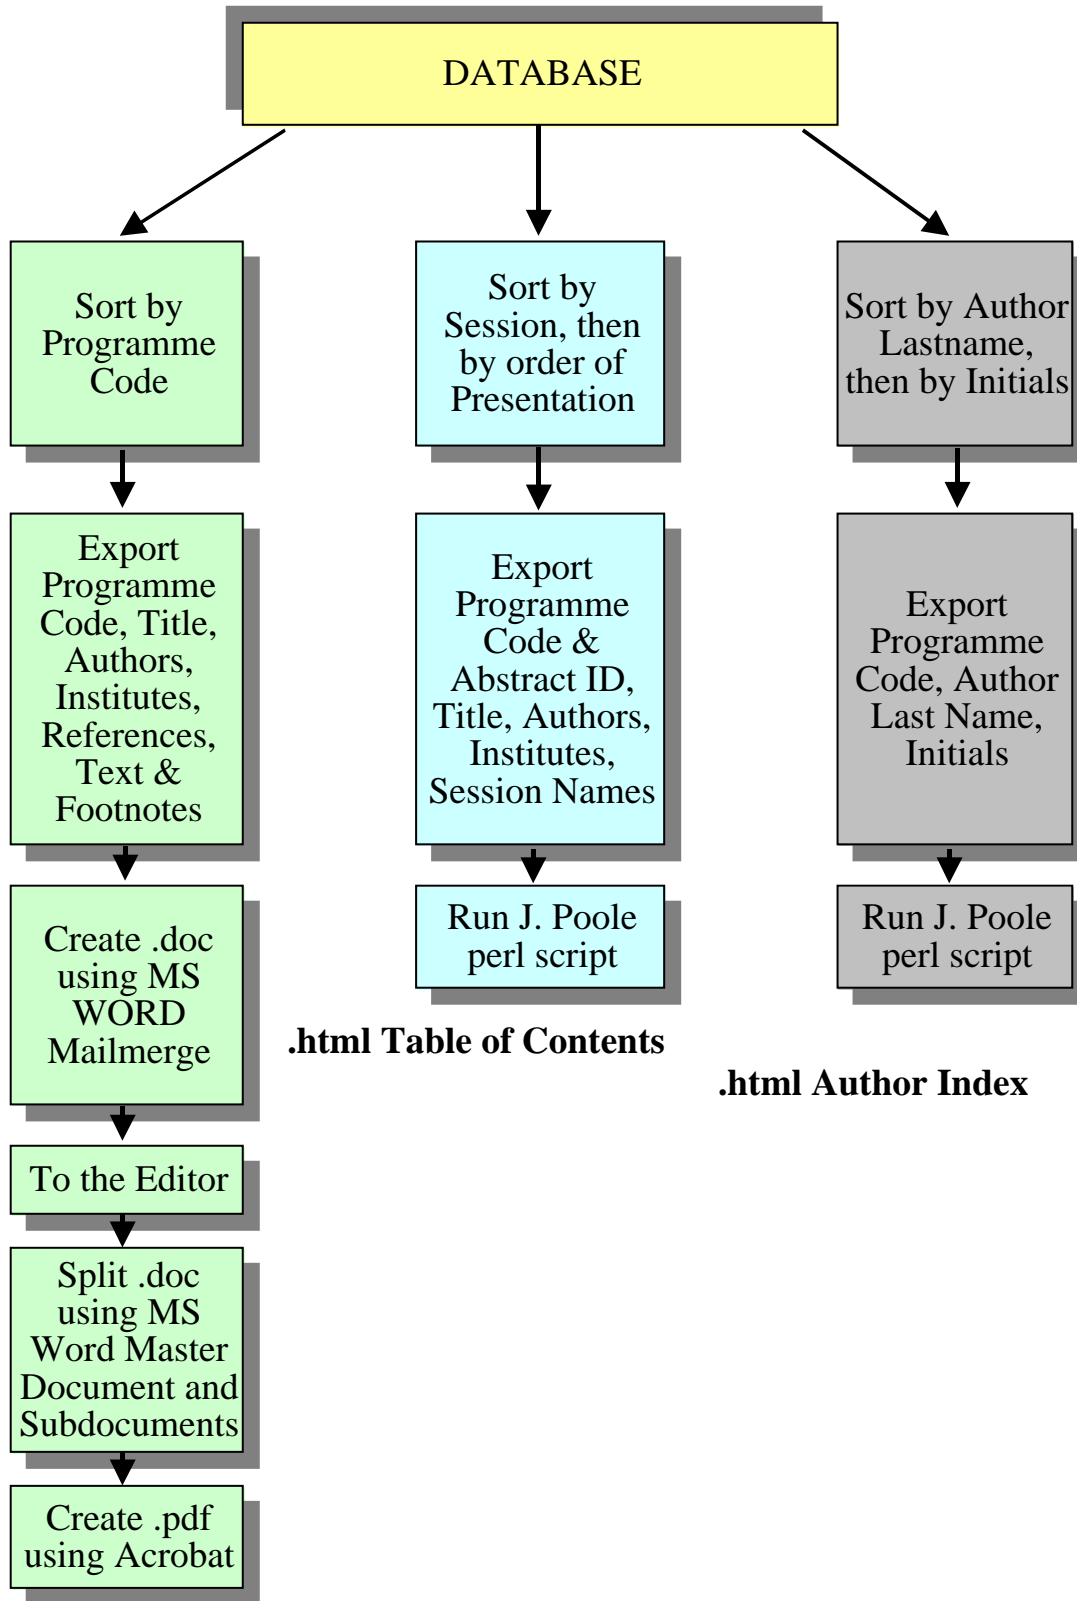 DATABASE
Sort by
Programme
Code
Export
Programme
Code, Title,
Authors,
Institutes,
References,
Text &
Footnotes
Create .doc
using MS
WORD
Mailmerge
To the Editor
Split .doc
using MS
Word Master
Document and
Subdocuments
Create .pdf
using Acrobat
Sort by
Session, then
by order of
Presentation
Export
Programme
Code &
Abstract ID,
Title, Authors,
Institutes,
Session Names
Run J. Poole
perl script
.html Table of Contents
Sort by Author
Lastname,
then by Initials
Export
Programme
Code, Author
Last Name,
Initials
Run J. Poole
perl script
.html Author Index